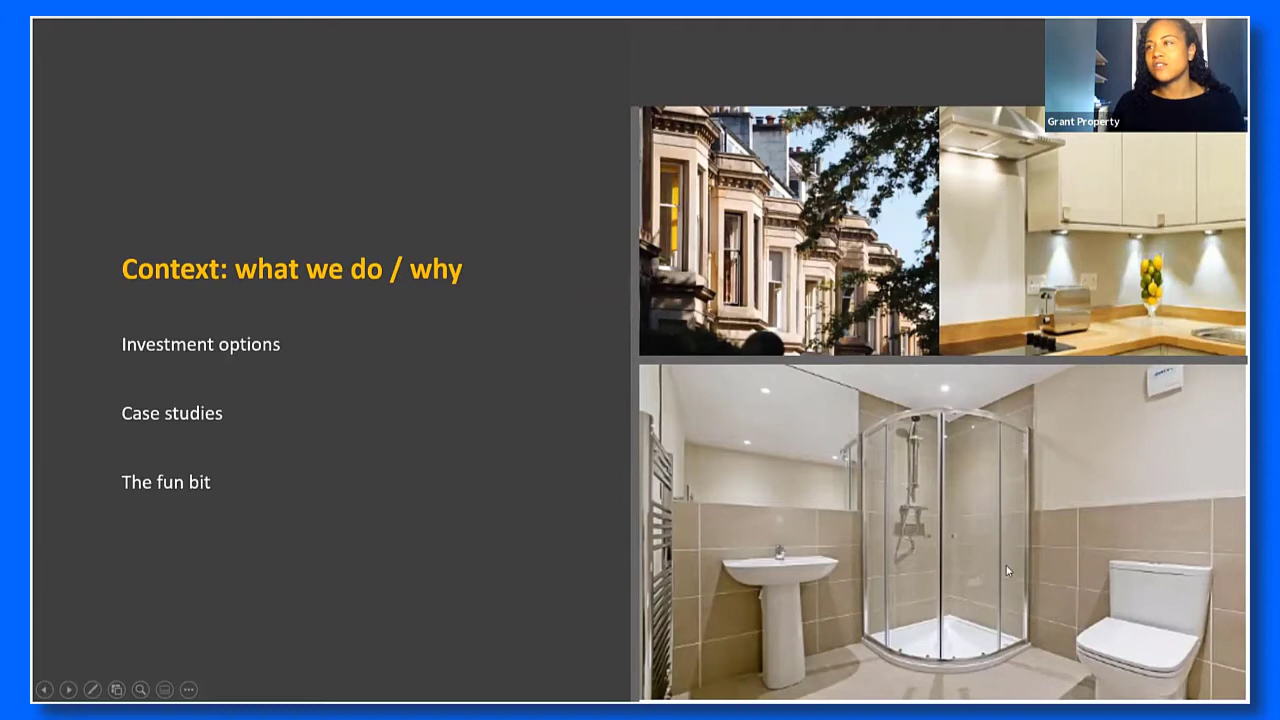 Grant Property
Context: what we do / why
Investment options
Case studies
The fun bit